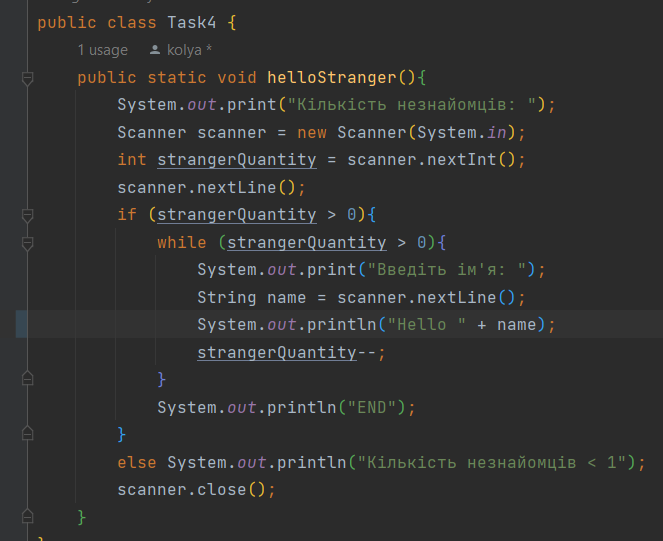 public class Task4 {
1 usage kolya *
public static void helloStranger(){
System.out.print("Кількість незнайомців: ");
Scanner scanner = new Scanner(System.in);
int strangerQuantity = scanner.nextInt();
scanner.nextLine();
if (strangerQuantity > 0){
while (strangerQuantity > 0){
System.out.print("Введіть ім'я: ");
String name = scanner.nextLine();
System.out.println("Hello " + name);
strangerQuantity--;
}
System.out.println("END");
}
else System.out.println("Кількість незнайомців < 1");
scanner.close();
}